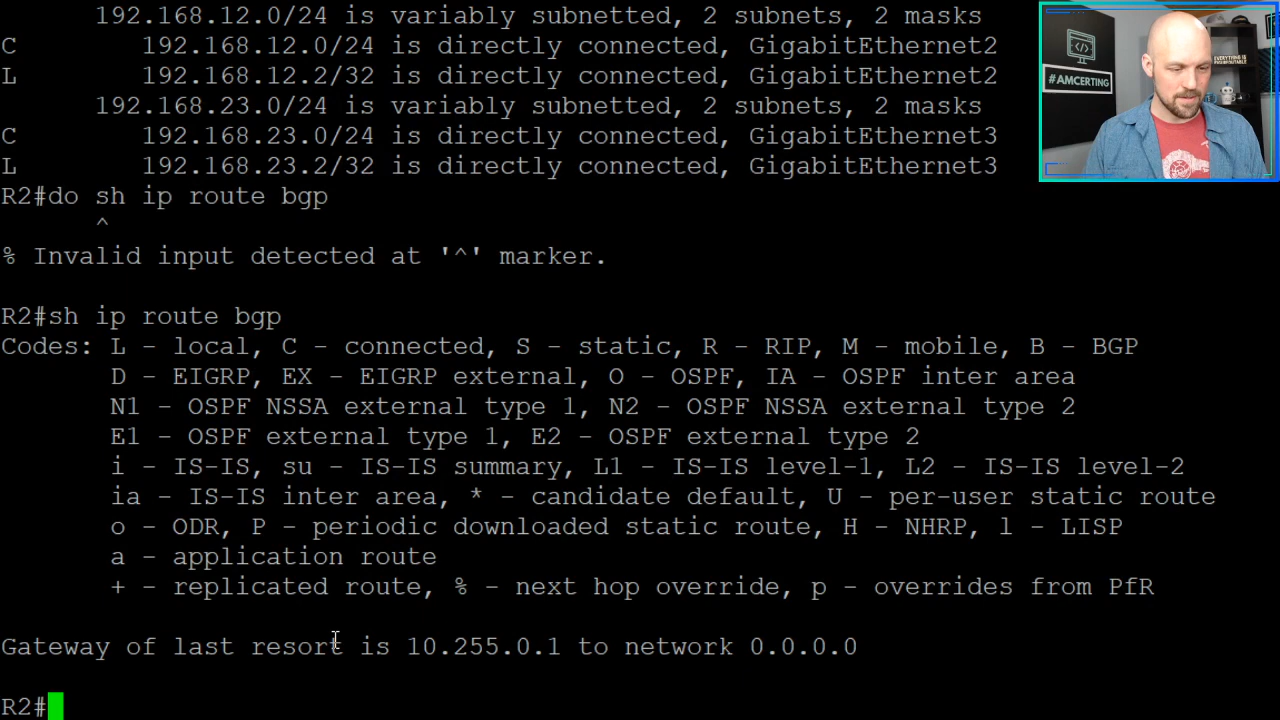 192.168.12.0/24 is variably subnetted, 2 subnets, 2 masks
C 192.168.12.0/24 is directly connected, GigabitEthernet2
L 192.168.12.2/32 is directly connected, GigabitEthernet2
192.168.23.0/24 is variably subnetted, 2 subnets, 2 masks
C 192.168.23.0/24 is directly connected, GigabitEthernet3
L 192.168.23.2/32 is directly connected, GigabitEthernet3
R2#do sh ip route bgp
^
% Invalid input detected at '^' marker.
R2#sh ip route bgp
Codes: L - local, C - connected, S - static, R - RIP, M - mobile, B - BGP
D - EIGRP, EX - EIGRP external, O - OSPF, IA - OSPF inter area
N1 - OSPF NSSA external type 1, N2 - OSPF NSSA external type 2
E1 - OSPF external type 1, E2 - OSPF external type 2
i - IS-IS, su - IS-IS summary, L1 - IS-IS level-1, L2 - IS-IS level-2
ia - IS-IS inter area, * - candidate default, U - per-user static route
o - ODR, P - periodic downloaded static route, H - NHRP, l - LISP
a - application route
+ - replicated route, % - next hop override, p - overrides from PfR
Gateway of last resort is 10.255.0.1 to network 0.0.0.0
R2#
</>
#AMCERTING
EVERYTHING IS